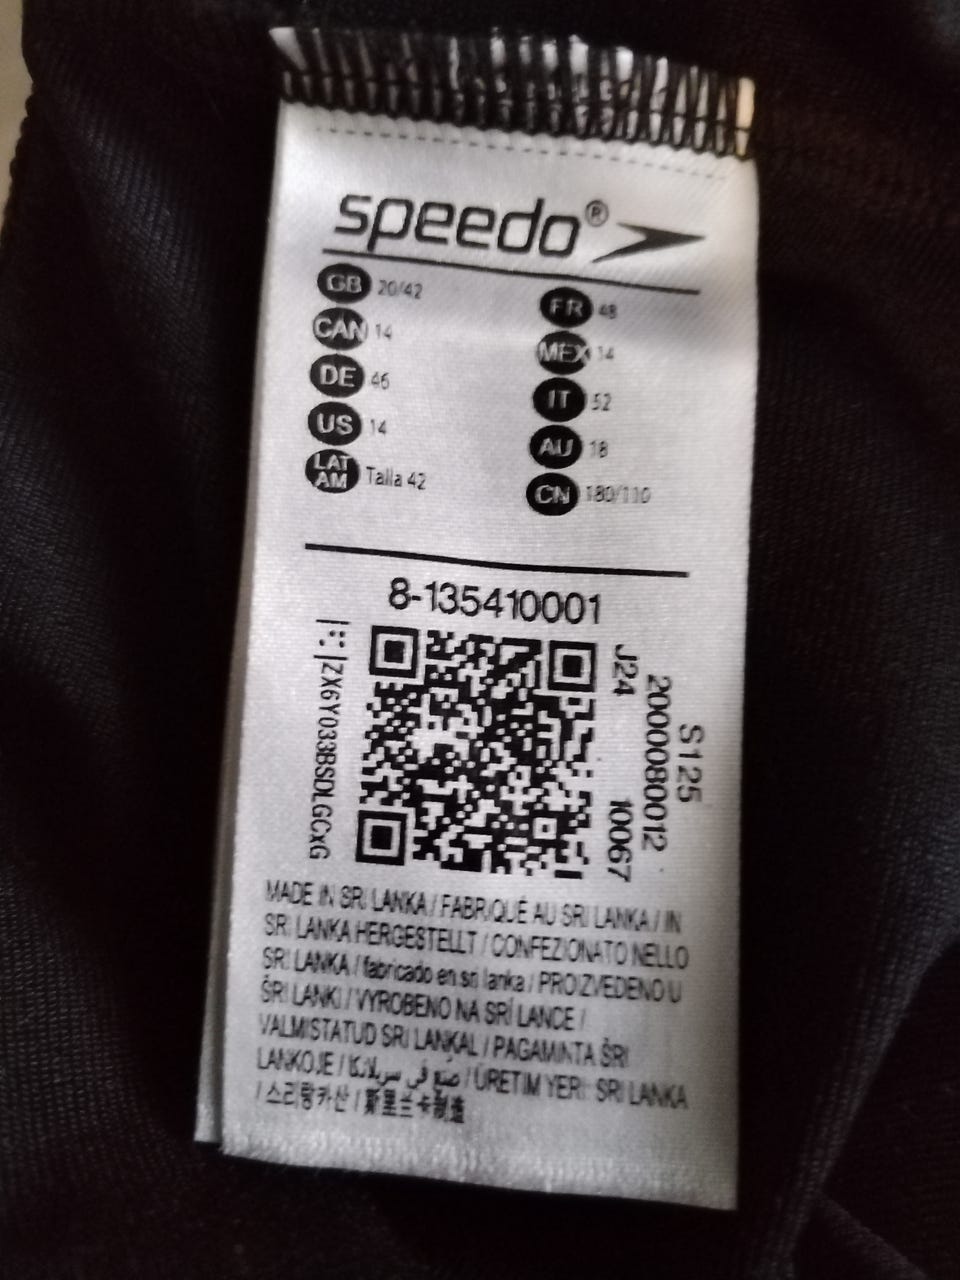 speedo®
GB 20/42
CAN 14
DE 46
US 14
LAT AM Talla 42
FR 48
MEX 14
IT 52
AU 18
CN 180/110
8-135410001
|:·|ZX6Y033BSDLGCxG
J24 10067
2000080012
S125
MADE IN SRI LANKA / FABRIQUÉ AU SRI LANKA / IN
SRI LANKA HERGESTELLT / CONFEZIONATO NELLO
SRI LANKA / fabricado en sri lanka / PROIZVEDENO U
ŠRI LANKI / VYROBENO NA SRÍ LANCE /
VALMISTATUD SRI LANKAL / PAGAMINTA ŠRI
LANKOJE / صنع في سريلانكا / ÜRETIM YERI: SRI LANKA
/ 스리랑카산 / 斯里兰卡制造